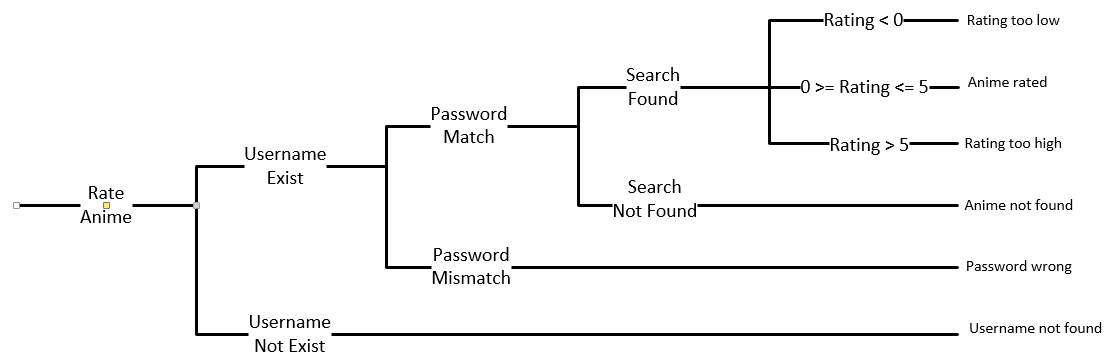 Rating < 0
Rating too low
Search
Found
0 >= Rating <= 5
Anime rated
Password
Match
Rating > 5
Rating too high
Username
Exist
Rate
Anime
Search
Not Found
Anime not found
Password
Mismatch
Password wrong
Username
Not Exist
Username not found